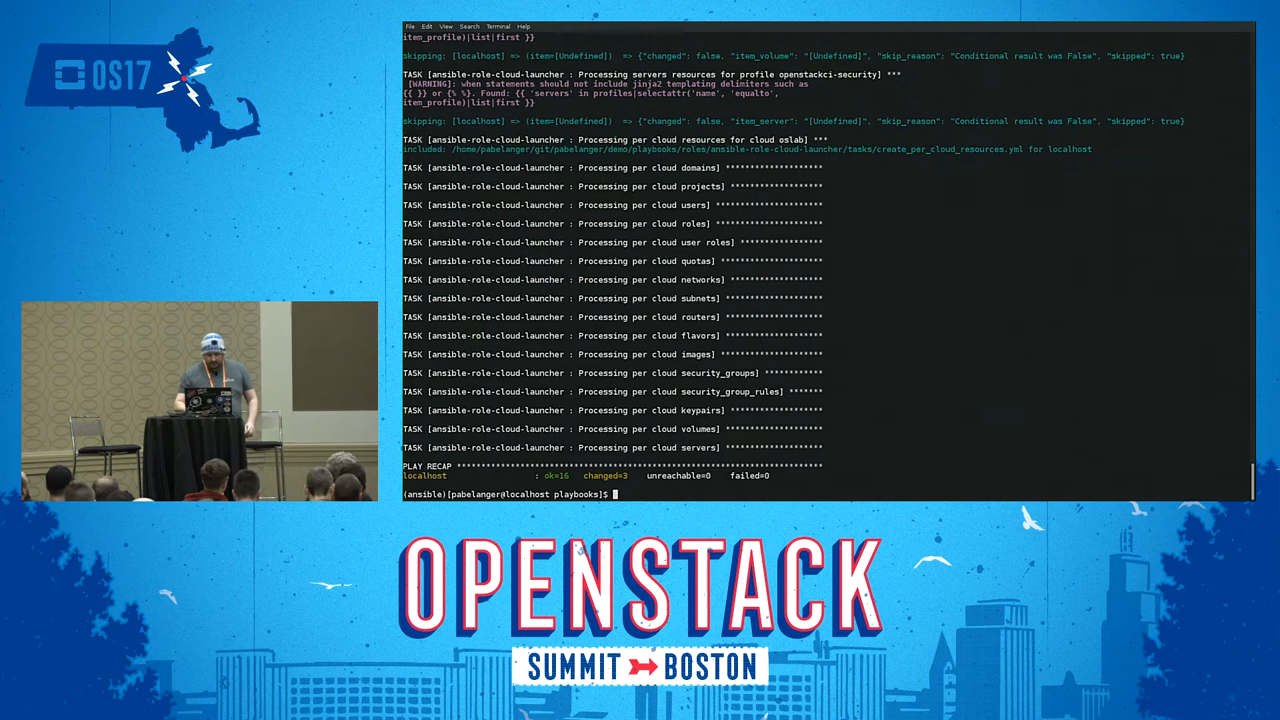 OS17
File Edit View Search Terminal Help
item_profile)|list|first }}
skipping: [localhost] => (item=[Undefined])  => {"changed": false, "item_volume": "[Undefined]", "skip_reason": "Conditional result was False", "skipped": true}
TASK [ansible-role-cloud-launcher : Processing servers resources for profile openstackci-security] ***
[WARNING]: when statements should not include jinja2 templating delimiters such as
{{ }} or {% %}. Found: {{ 'servers' in profiles|selectattr('name', 'equalto',
item_profile)|list|first }}
skipping: [localhost] => (item=[Undefined])  => {"changed": false, "item_server": "[Undefined]", "skip_reason": "Conditional result was False", "skipped": true}
TASK [ansible-role-cloud-launcher : Processing per cloud resources for cloud oslab] ***
included: /home/pabelanger/git/pabelanger/demo/playbooks/roles/ansible-role-cloud-launcher/tasks/create_per_cloud_resources.yml for localhost
TASK [ansible-role-cloud-launcher : Processing per cloud domains] ********************
TASK [ansible-role-cloud-launcher : Processing per cloud projects] *******************
TASK [ansible-role-cloud-launcher : Processing per cloud users] **********************
TASK [ansible-role-cloud-launcher : Processing per cloud roles] **********************
TASK [ansible-role-cloud-launcher : Processing per cloud user roles] *****************
TASK [ansible-role-cloud-launcher : Processing per cloud quotas] *********************
TASK [ansible-role-cloud-launcher : Processing per cloud networks] *******************
TASK [ansible-role-cloud-launcher : Processing per cloud subnets] ********************
TASK [ansible-role-cloud-launcher : Processing per cloud routers] ********************
TASK [ansible-role-cloud-launcher : Processing per cloud flavors] ********************
TASK [ansible-role-cloud-launcher : Processing per cloud images] *********************
TASK [ansible-role-cloud-launcher : Processing per cloud security_groups] ************
TASK [ansible-role-cloud-launcher : Processing per cloud security_group_rules] *******
TASK [ansible-role-cloud-launcher : Processing per cloud keypairs] *******************
TASK [ansible-role-cloud-launcher : Processing per cloud volumes] ********************
TASK [ansible-role-cloud-launcher : Processing per cloud servers] ********************
PLAY RECAP ***************************************************************************
localhost : ok=16 changed=3 unreachable=0 failed=0
(ansible)[pabelanger@localhost playbooks]$
OPENSTACK
SUMMIT BOSTON